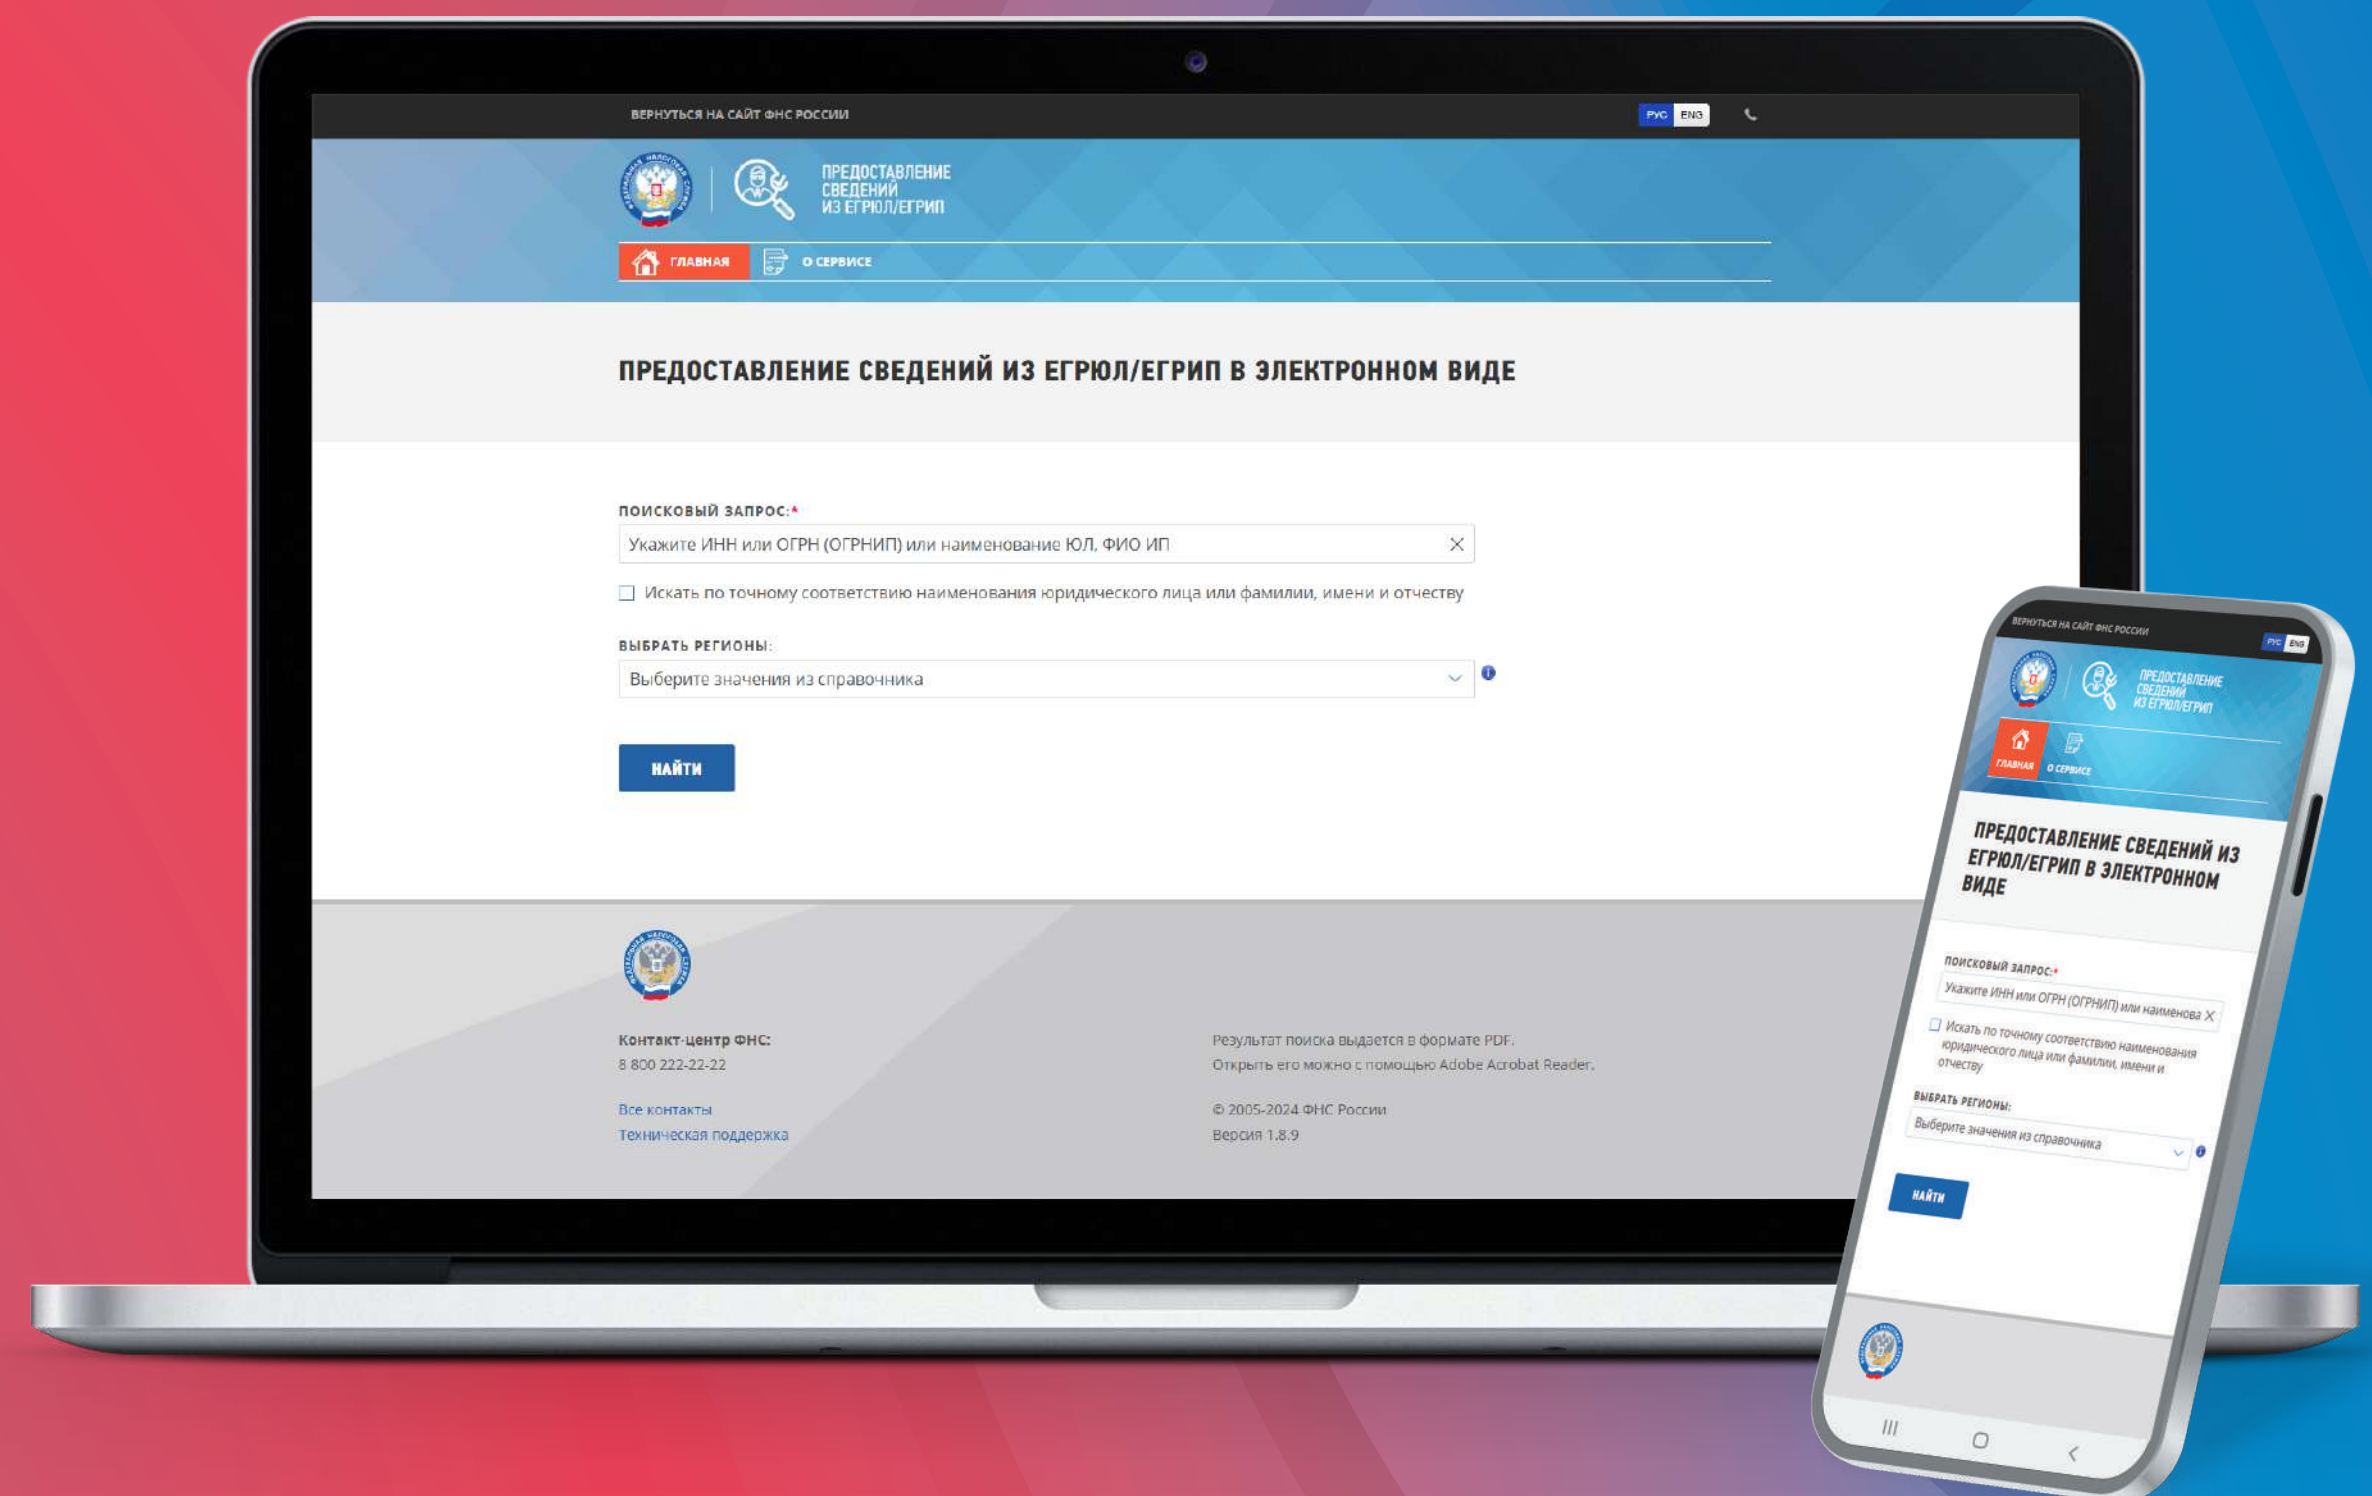 ВЕРНУТЬСЯ НА САЙТ ФНС РОССИИ
РУС ENG
ПРЕДОСТАВЛЕНИЕ
СВЕДЕНИЙ
ИЗ ЕГРЮЛ/ЕГРИП
ГЛАВНАЯ
О СЕРВИСЕ
ПРЕДОСТАВЛЕНИЕ СВЕДЕНИЙ ИЗ ЕГРЮЛ/ЕГРИП В ЭЛЕКТРОННОМ ВИДЕ
ПОИСКОВЫЙ ЗАПРОС:*
Укажите ИНН или ОГРН (ОГРНИП) или наименование ЮЛ, ФИО ИП
Искать по точному соответствию наименования юридического лица или фамилии, имени и отчеству
ВЫБРАТЬ РЕГИОНЫ:
Выберите значения из справочника
НАЙТИ
Контакт-центр ФНС:
8 800 222-22-22
Все контакты
Техническая поддержка
Результат поиска выдается в формате PDF.
Открыть его можно с помощью Adobe Acrobat Reader.
© 2005-2024 ФНС России
Версия 1.8.9
ВЕРНУТЬСЯ НА САЙТ ФНС РОССИИ
РУС ENG
ПРЕДОСТАВЛЕНИЕ
СВЕДЕНИЙ
ИЗ ЕГРЮЛ/ЕГРИП
ГЛАВНАЯ
О СЕРВИСЕ
ПРЕДОСТАВЛЕНИЕ СВЕДЕНИЙ ИЗ
ЕГРЮЛ/ЕГРИП В ЭЛЕКТРОННОМ
ВИДЕ
ПОИСКОВЫЙ ЗАПРОС:*
Укажите ИНН или ОГРН (ОГРНИП) или наименова
Искать по точному соответствию наименования
юридического лица или фамилии, имени и
отчеству
ВЫБРАТЬ РЕГИОНЫ:
Выберите значения из справочника
НАЙТИ